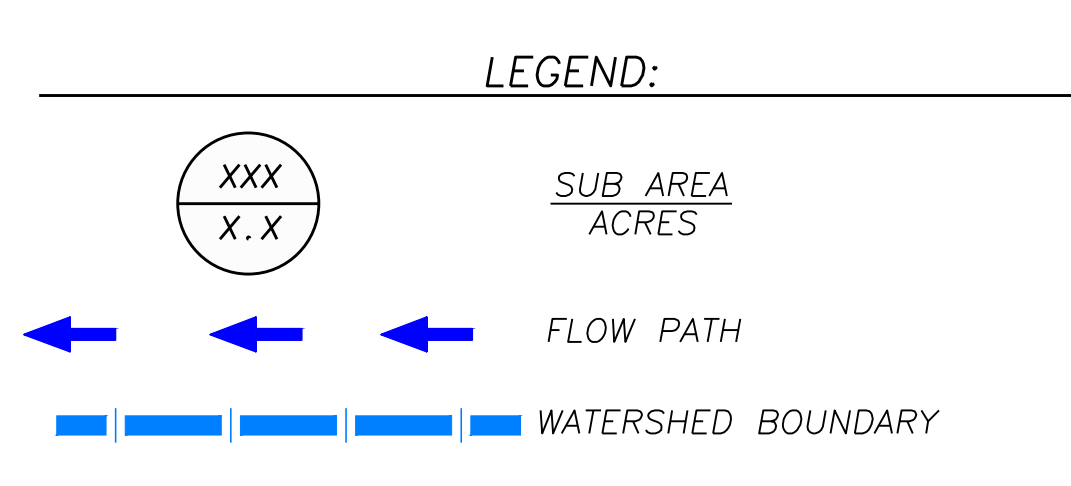 LEGEND:
XXX
X.X
SUB AREA
ACRES
FLOW PATH
WATERSHED BOUNDARY